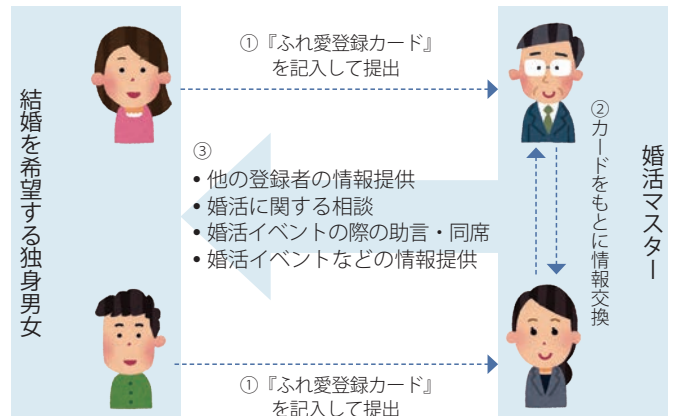 結婚を希望する独身男女
①『ふれ愛登録カード』
を記入して提出
③
• 他の登録者の情報提供
• 婚活に関する相談
• 婚活イベントの際の助言・同席
• 婚活イベントなどの情報提供
①『ふれ愛登録カード』
を記入して提出
②カードをもとに情報交換
婚活マスター